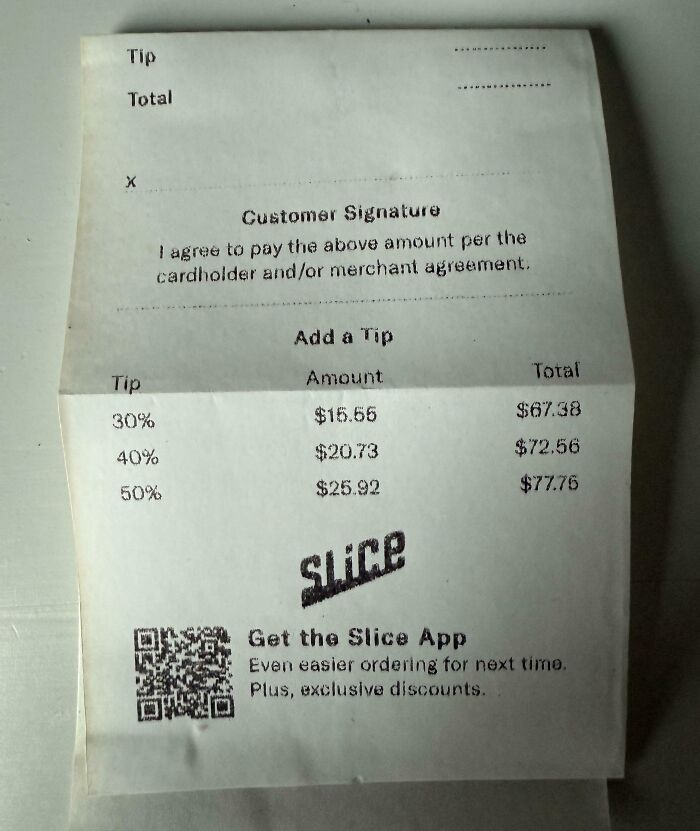 Tip
Total
X
Customer Signature
I agree to pay the above amount per the
cardholder and/or merchant agreement.
Add a Tip
Tip Amount Total
30% $15.55 $67.38
40% $20.73 $72.56
50% $25.92 $77.75
SLiCE
Get the Slice App
Even easier ordering for next time.
Plus, exclusive discounts.